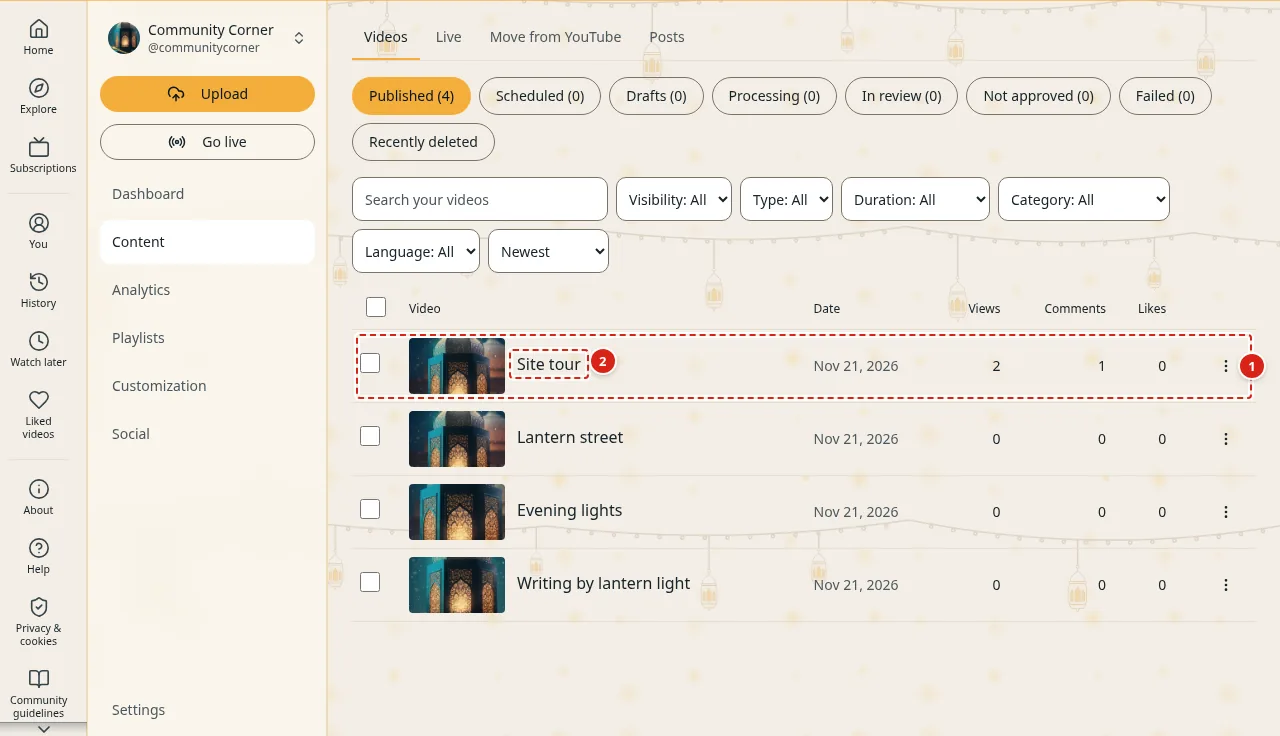 Home
Explore
Subscriptions
You
History
Watch later
Liked
videos
About
Help
Privacy &
cookies
Community
guidelines
Community Corner
@communitycorner
Upload
Go live
Dashboard
Content
Analytics
Playlists
Customization
Social
Settings
Videos Live Move from YouTube Posts
Published (4) Scheduled (0) Drafts (0) Processing (0) In review (0) Not approved (0) Failed (0)
Recently deleted
Search your videos Visibility: All Type: All Duration: All Category: All
Language: All Newest
Video Date Views Comments Likes
Site tour 2 Nov 21, 2026 2 1 0 1
Lantern street Nov 21, 2026 0 0 0
Evening lights Nov 21, 2026 0 0 0
Writing by lantern light Nov 21, 2026 0 0 0